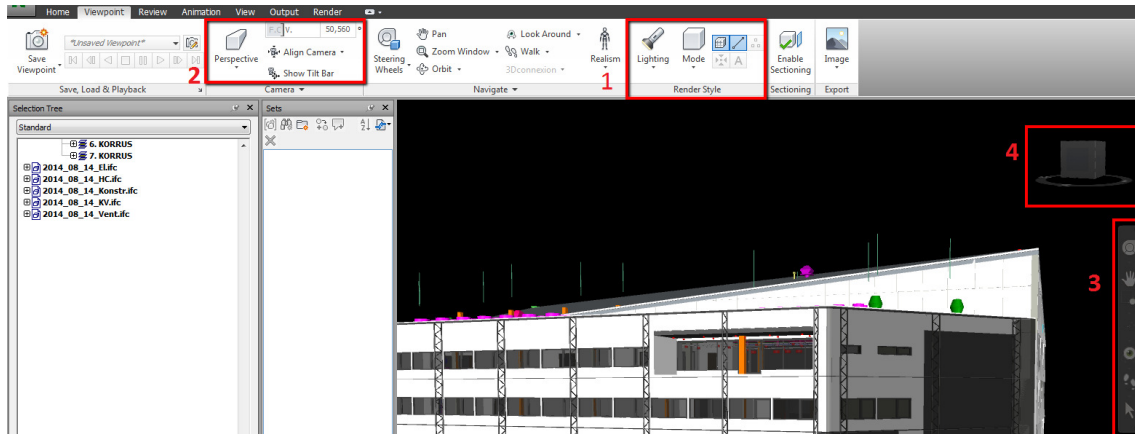 Home Viewpoint Review Animation View Output Render
*Unsaved Viewpoint*
Save Viewpoint
Save, Load & Playback
2
Perspective
F.O.V. 50,560 °
Align Camera
Show Tilt Bar
Camera
Steering Wheels
Pan
Zoom Window
Orbit
Look Around
Walk
3Dconnexion
Realism
Navigate
1
Lighting
Mode
A
Render Style
Enable Sectioning
Sectioning
Image
Export
Selection Tree
Standard
6. KORRUS
7. KORRUS
2014_08_14_El.ifc
2014_08_14_HC.ifc
2014_08_14_Konstr.ifc
2014_08_14_KV.ifc
2014_08_14_Vent.ifc
Sets
4
3